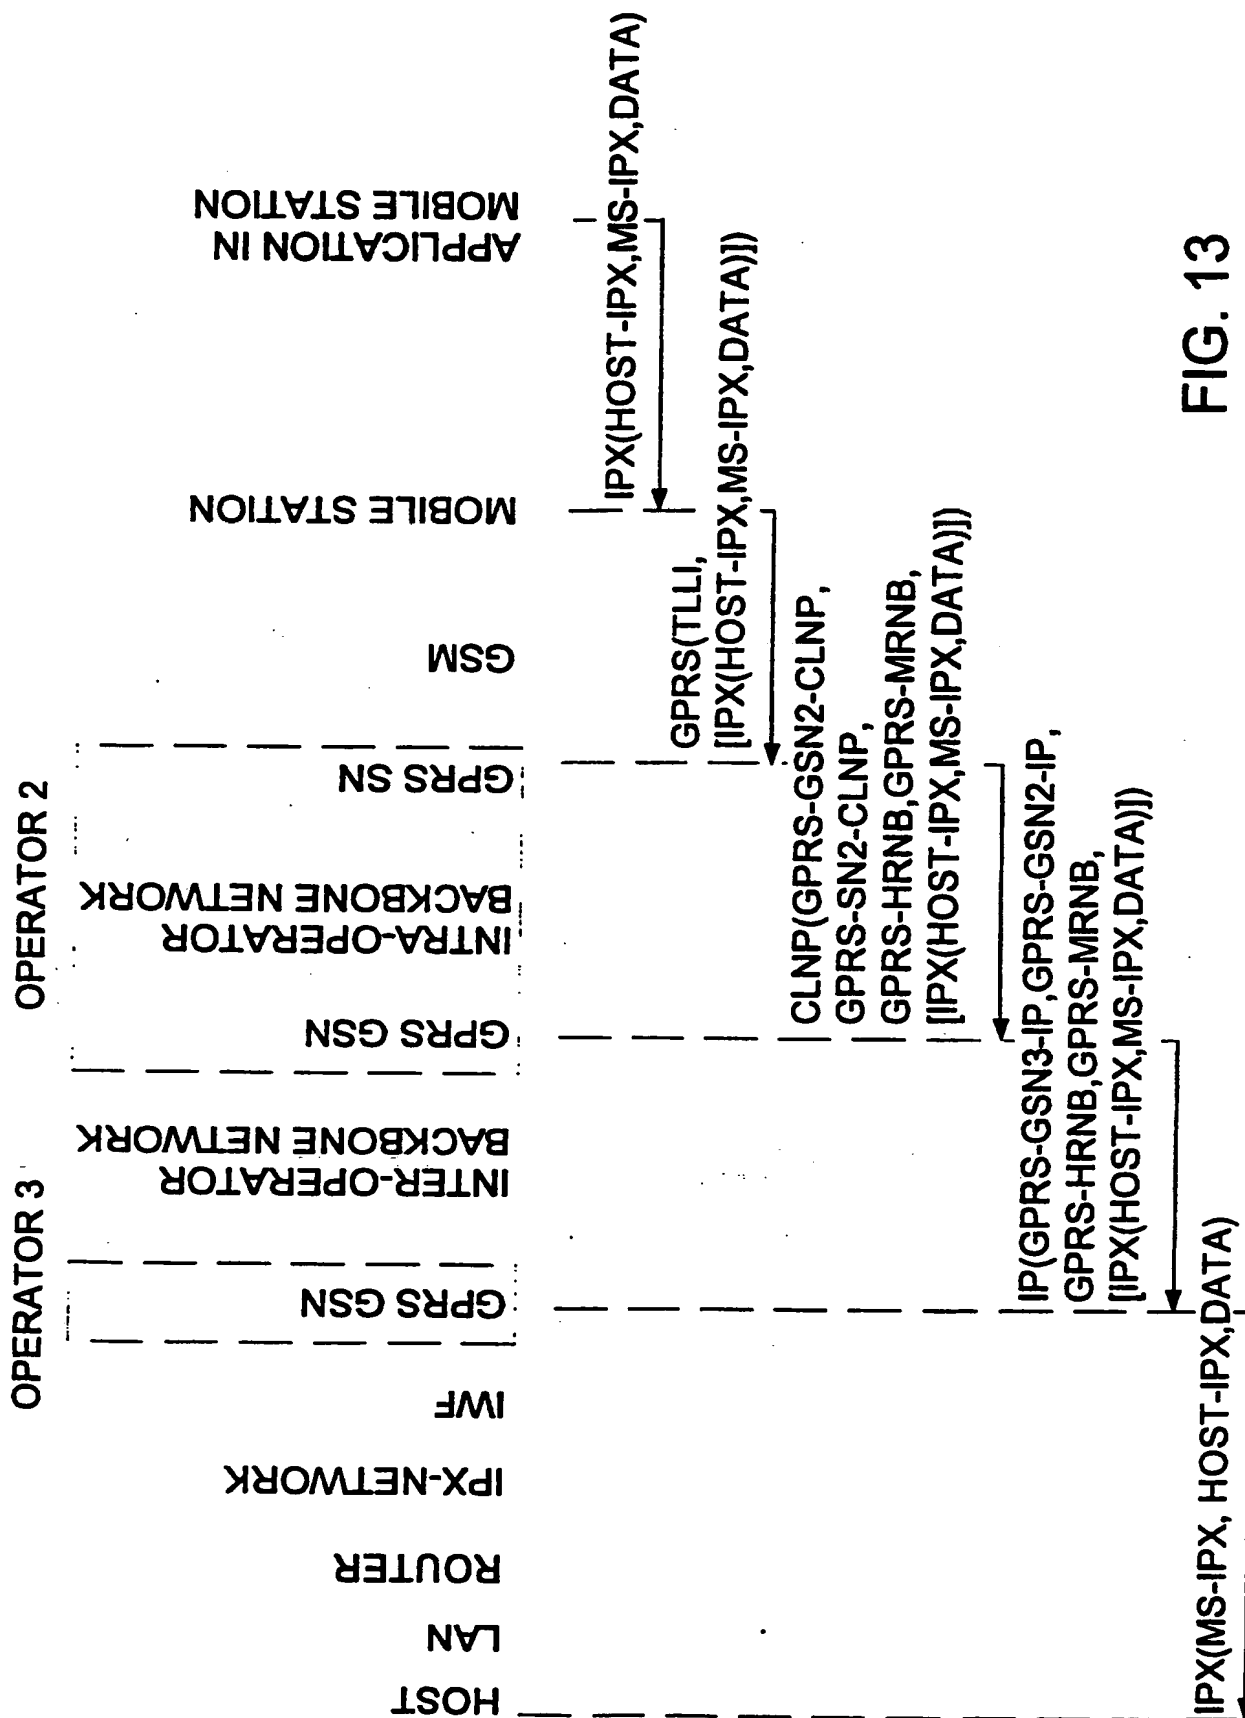 OPERATOR 3
OPERATOR 2
HOST
LAN
ROUTER
IPX-NETWORK
IWF
GPRS GSN
INTER-OPERATOR
BACKBONE NETWORK
GPRS GSN
INTRA-OPERATOR
BACKBONE NETWORK
GPRS SN
GSM
MOBILE STATION
APPLICATION IN
MOBILE STATION
IPX(HOST-IPX,MS-IPX,DATA)
GPRS(TLLI,
[IPX(HOST-IPX,MS-IPX,DATA)])
CLNP(GPRS-GSN2-CLNP,
GPRS-SN2-CLNP,
GPRS-HRNB,GPRS-MRNB,
[IPX(HOST-IPX,MS-IPX,DATA)])
IP(GPRS-GSN3-IP,GPRS-GSN2-IP,
GPRS-HRNB,GPRS-MRNB,
[IPX(HOST-IPX,MS-IPX,DATA)])
IPX(MS-IPX, HOST-IPX,DATA)
FIG. 13